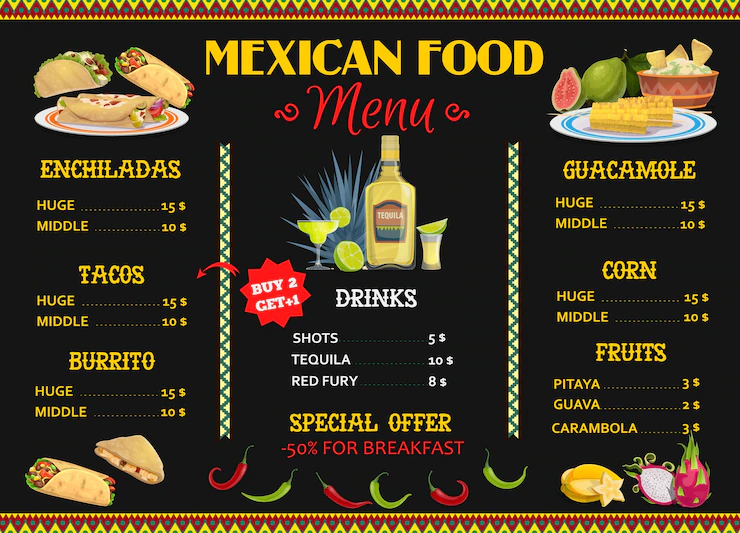 MEXICAN FOOD
Menu
ENCHILADAS
HUGE ............... 15 $
MIDDLE ............... 10 $
TACOS
HUGE ............... 15 $
MIDDLE ............... 10 $
BURRITO
HUGE ............... 15 $
MIDDLE ............... 10 $
TEQUILA
BUY 2
GET+1
DRINKS
SHOTS ............... 5 $
TEQUILA ............... 10 $
RED FURY ............... 8 $
SPECIAL OFFER
-50% FOR BREAKFAST
GUACAMOLE
HUGE ............... 15 $
MIDDLE ............... 10 $
CORN
HUGE ............... 15 $
MIDDLE ............... 10 $
FRUITS
PITAYA ............... 3 $
GUAVA ............... 2 $
CARAMBOLA ............... 3 $